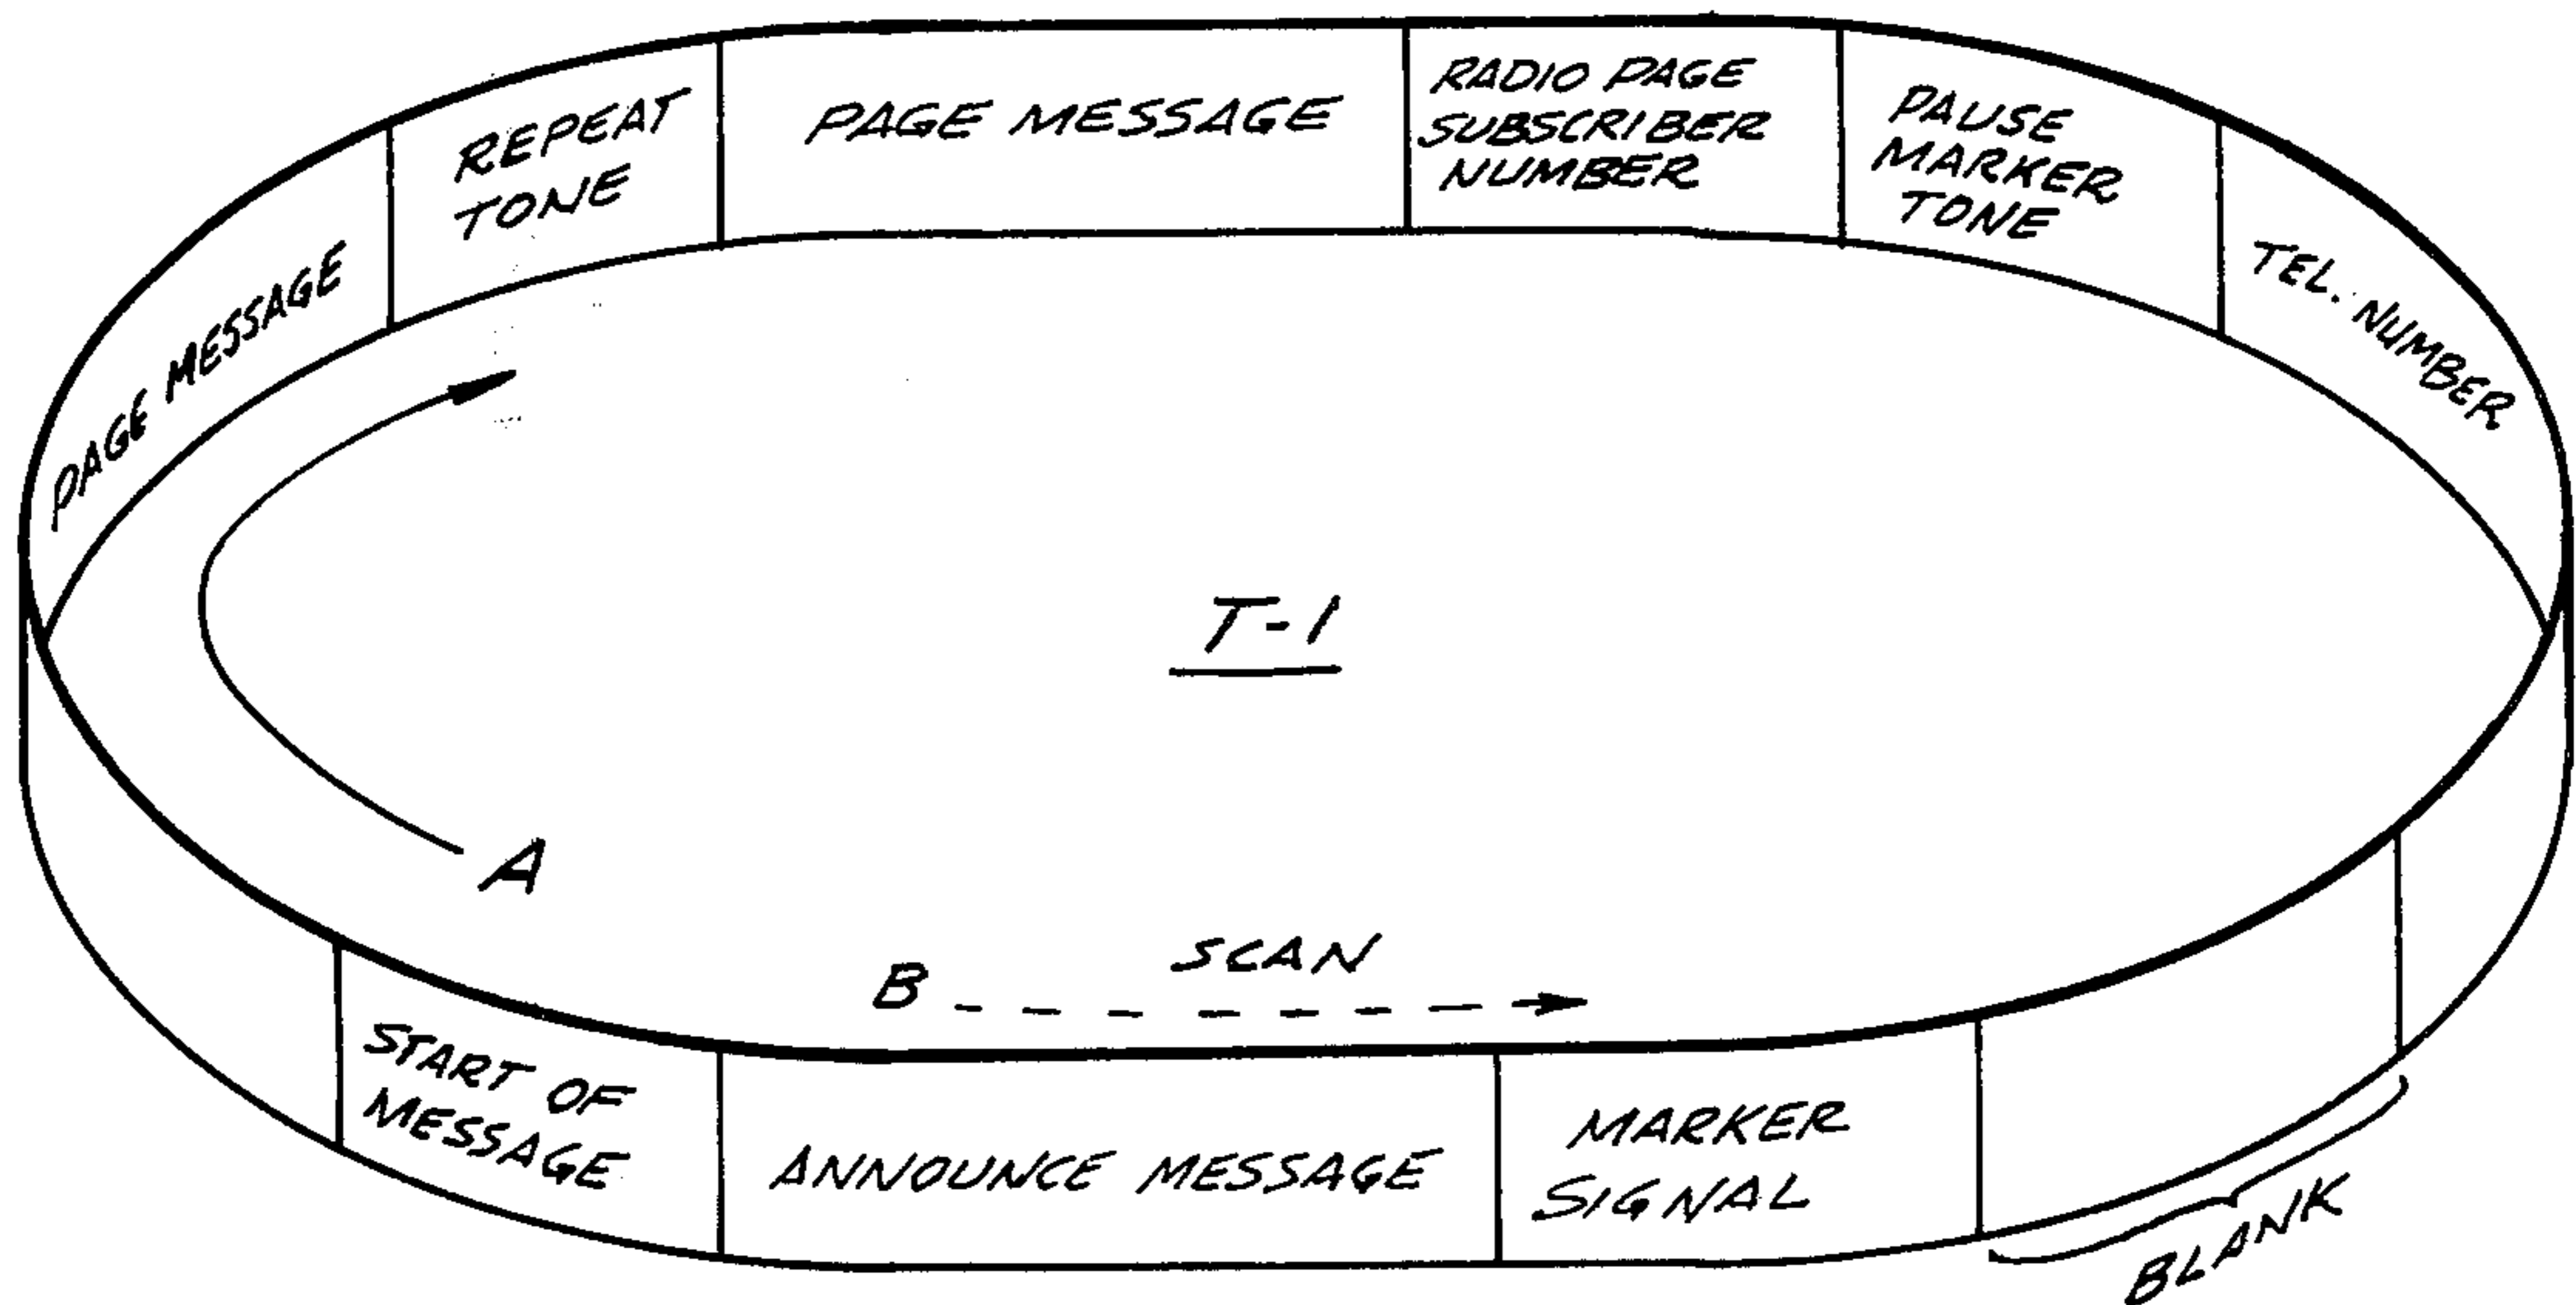 REPEAT
TONE
PAGE MESSAGE
RADIO PAGE
SUBSCRIBER
NUMBER
PAUSE
MARKER
TONE
TEL. NUMBER
PAGE MESSAGE
T-1
A
B
SCAN
START OF
MESSAGE
ANNOUNCE MESSAGE
MARKER
SIGNAL
BLANK